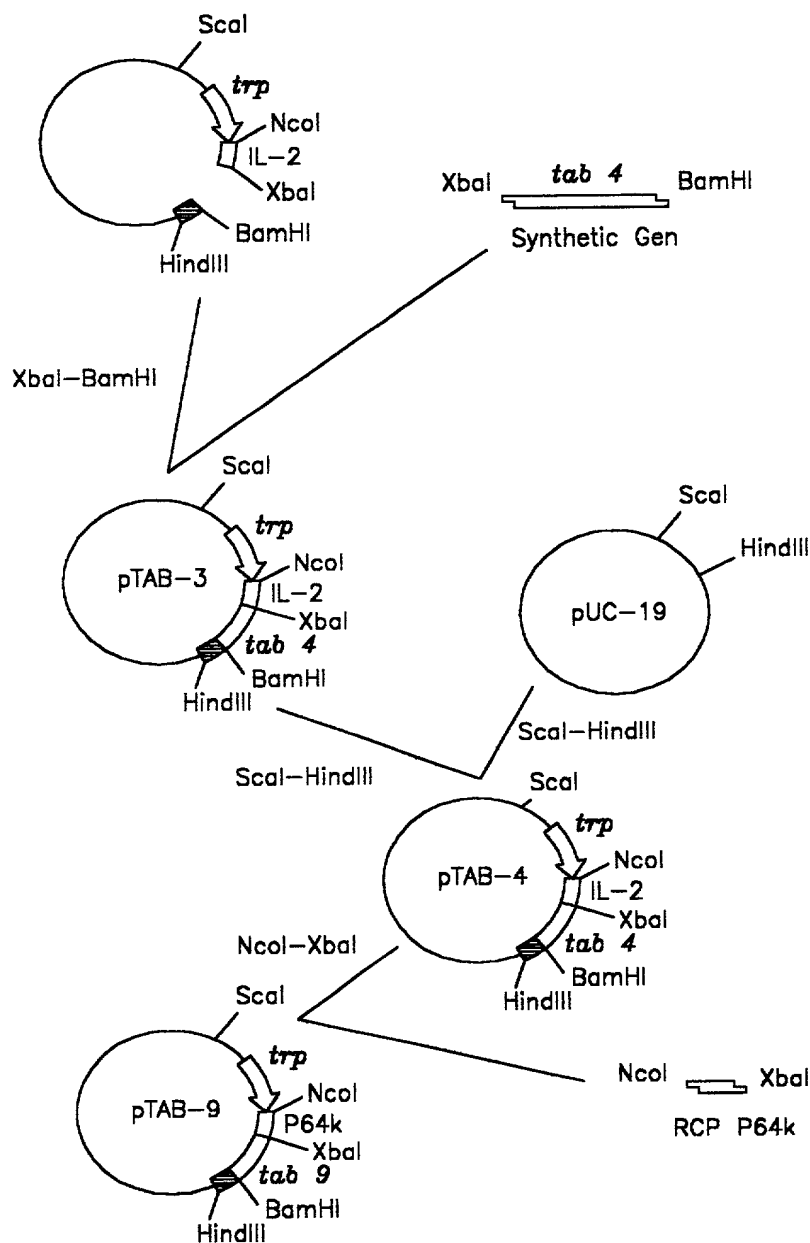 ScaI
trp
NcoI
IL-2
XbaI
BamHI
HindIII
XbaI
tab 4
BamHI
Synthetic Gen
XbaI-BamHI
ScaI
trp
NcoI
pTAB-3
IL-2
XbaI
tab 4
BamHI
HindIII
ScaI
HindIII
pUC-19
ScaI-HindIII
ScaI-HindIII
ScaI
trp
NcoI
pTAB-4
IL-2
XbaI
tab 4
BamHI
HindIII
NcoI-XbaI
ScaI
trp
NcoI
pTAB-9
P64k
XbaI
tab 9
BamHI
HindIII
NcoI
XbaI
RCP P64k